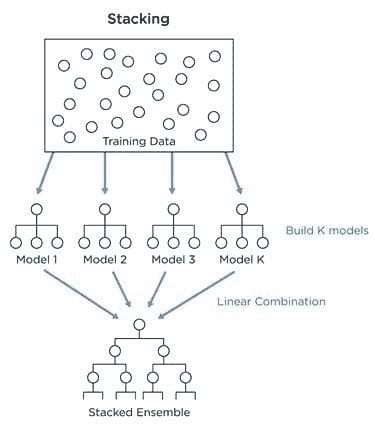 Stacking
Training Data
Build K models
Model 1 Model 2 Model 3 Model K
Linear Combination
Stacked Ensemble